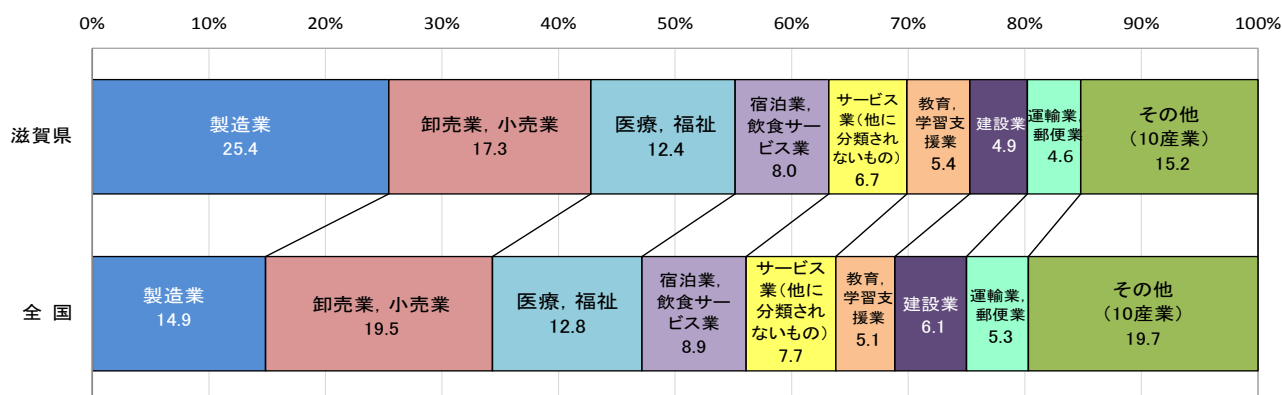 0% 10% 20% 30% 40% 50% 60% 70% 80% 90% 100%
滋賀県
製造業
25.4
卸売業, 小売業
17.3
医療, 福祉
12.4
宿泊業,
飲食サー
ビス業
8.0
サービス
業(他に
分類され
ないもの)
6.7
教育,
学習支
援業
5.4
建設業
4.9
運輸業,
郵便業
4.6
その他
(10産業)
15.2
全 国
製造業
14.9
卸売業, 小売業
19.5
医療, 福祉
12.8
宿泊業,
飲食サー
ビス業
8.9
サービス
業(他に
分類され
ないもの)
7.7
教育,
学習支
援業
5.1
建設業
6.1
運輸業,
郵便業
5.3
その他
(10産業)
19.7